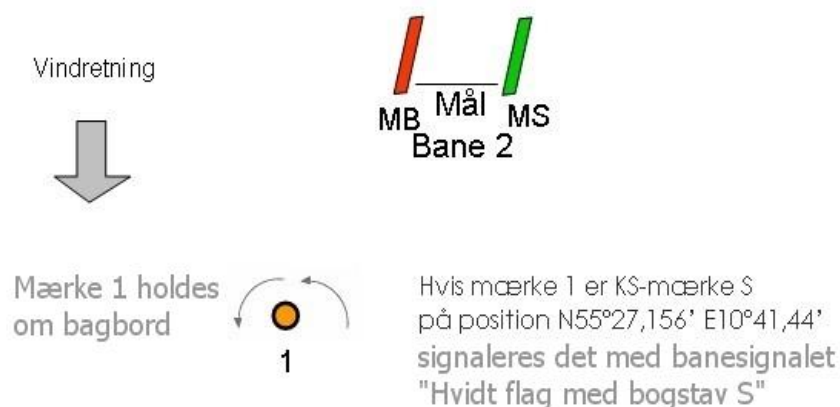 Vindretning
MB Mål MS
Bane 2
Mærke 1 holdes
om bagbord
1
Hvis mærke 1 er KS-mærke S
på position N55°27,156' E10°41,44'
signaleres det med banesignalet
"Hvidt flag med bogstav S"